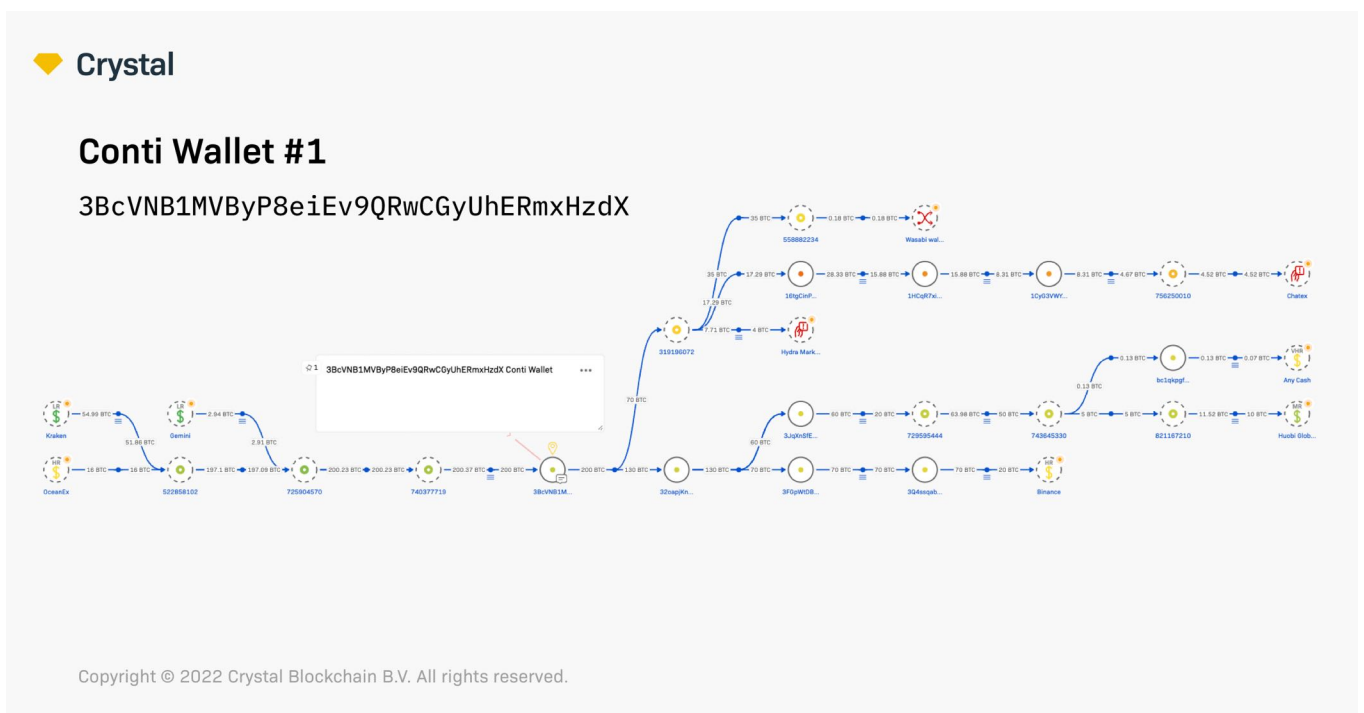 Crystal
Conti Wallet #1
3BcVNB1MVByP8eiEv9QRwCGyUhERmxHzdX
35 BTC
0.18 BTC
0.18 BTC
558882234
Wasabi wal...
35 BTC
17.29 BTC
28.33 BTC
15.88 BTC
15.88 BTC
8.31 BTC
8.31 BTC
4.67 BTC
4.52 BTC
4.52 BTC
17.29 BTC
16tgCinP...
1HCqR7xi...
1CyG3VWY...
756250010
Chatex
7.71 BTC
4 BTC
319196072
Hydra Mark...
1
3BcVNB1MVByP8eiEv9QRwCGyUhERmxHzdX Conti Wallet
•••
VHR
0.13 BTC
0.13 BTC
0.07 BTC
bc1qkpgf...
Any Cash
0.13 BTC
70 BTC
LR
54.99 BTC
LR
2.94 BTC
60 BTC
20 BTC
63.98 BTC
50 BTC
5 BTC
5 BTC
11.52 BTC
10 BTC
MR
Kraken
Gemini
3JqXnSfE...
729595444
743645330
821167210
Huobi Glob...
51.86 BTC
2.91 BTC
60 BTC
HR
16 BTC
16 BTC
197.1 BTC
197.09 BTC
200.23 BTC
200.23 BTC
200.37 BTC
200 BTC
200 BTC
130 BTC
130 BTC
70 BTC
70 BTC
70 BTC
70 BTC
20 BTC
HR
OceanEx
522858102
725904570
740377719
3BcVNB1M...
32oapjKn...
3FGpWtDB...
3Q4ssqab...
Binance
Copyright © 2022 Crystal Blockchain B.V. All rights reserved.